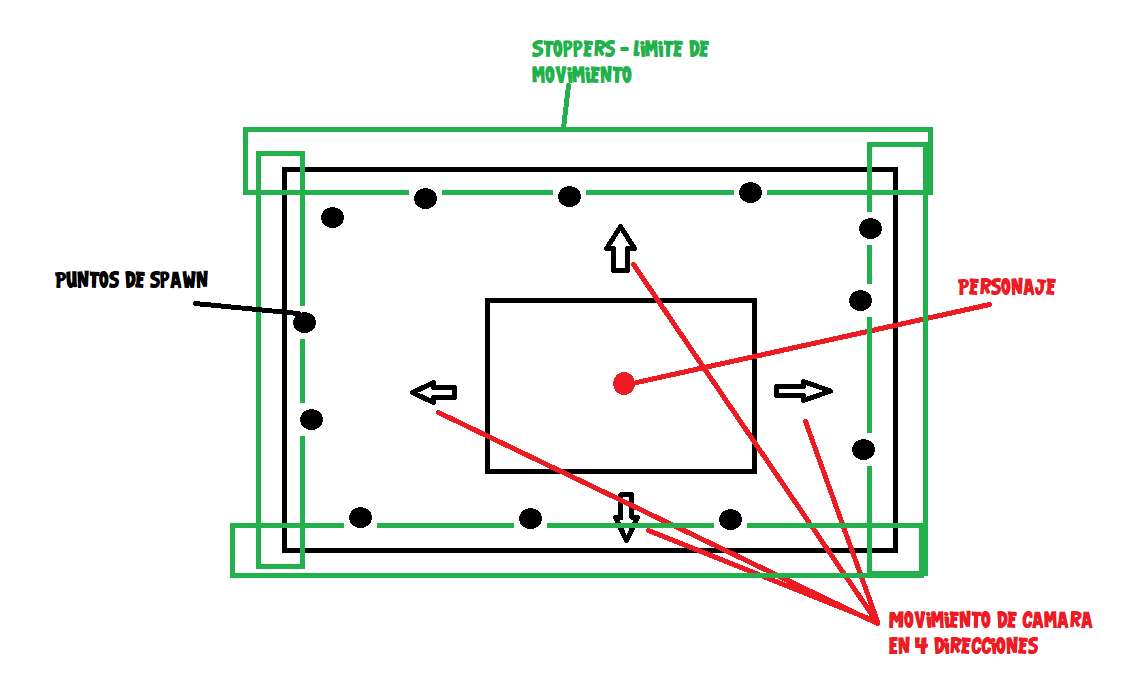 STOPPERS - LiMiTE DE
MOViMiENTO
PUNTOS DE SPAWN
PERSONAJE
MOViMiENTO DE CAMARA
EN 4 DiRECCiONES